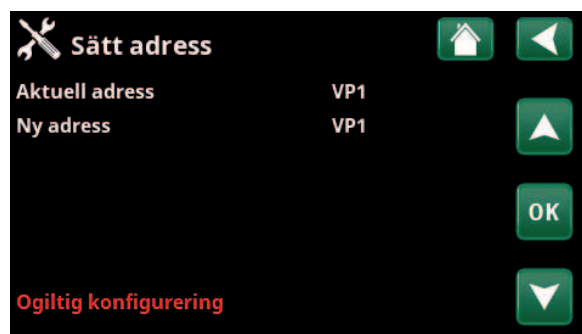 Sätt adress
Aktuell adress VP1
Ny adress VP1
OK
Ogiltig konfigurering